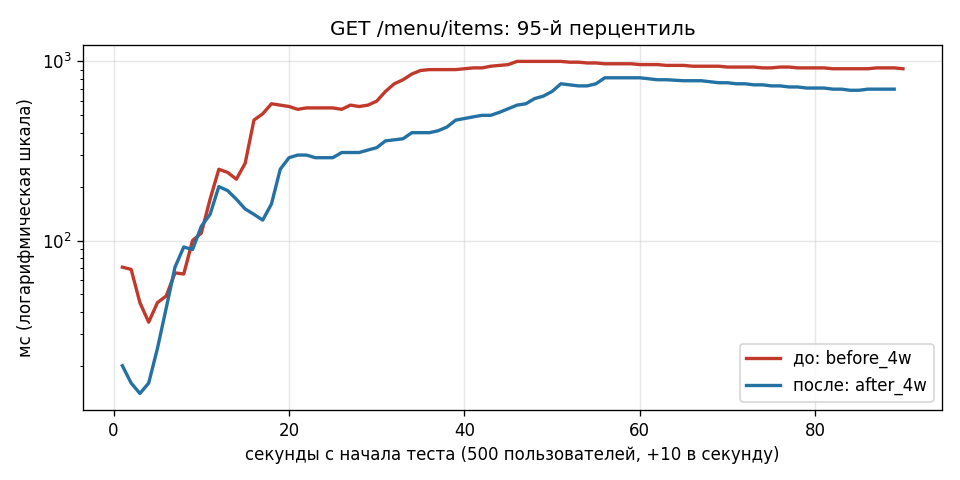 GET /menu/items: 95-й перцентиль
мс (логарифмическая шкала)
10³
10²
0 20 40 60 80
секунды с начала теста (500 пользователей, +10 в секунду)
до: before_4w
после: after_4w